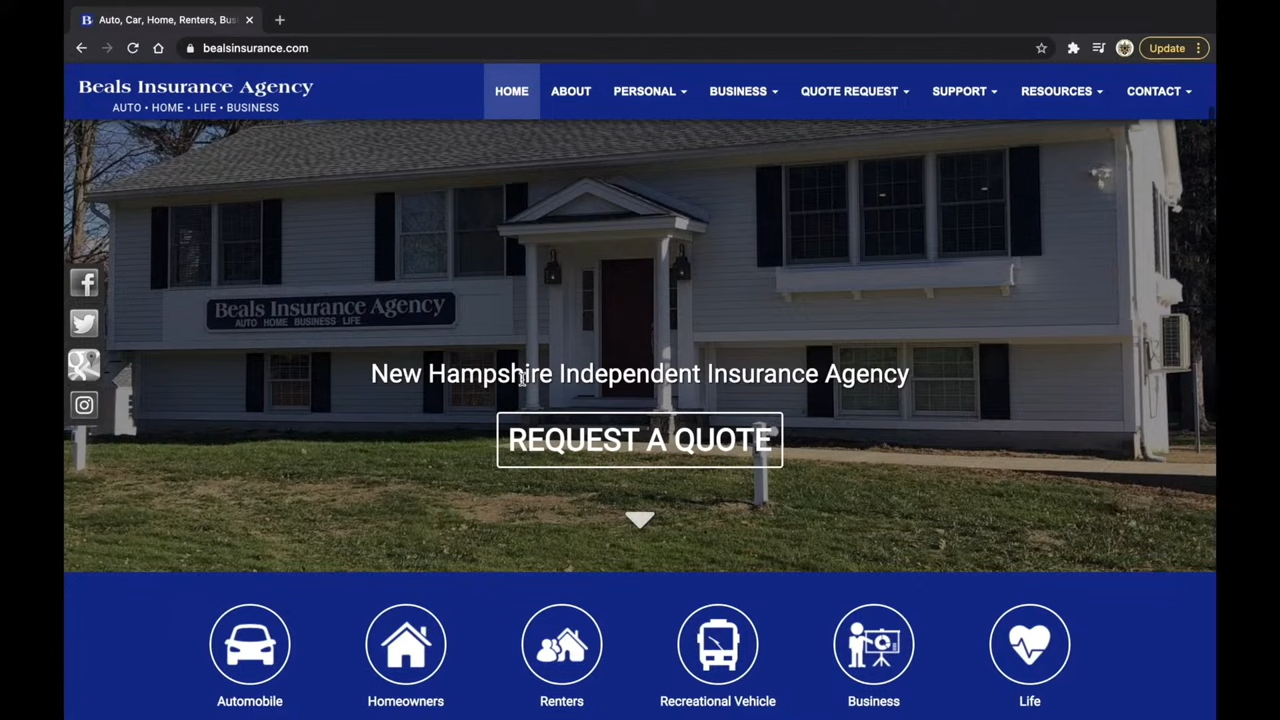 Auto, Car, Home, Renters, Bus
bealsinsurance.com
Update
Beals Insurance Agency
AUTO • HOME • LIFE • BUSINESS
HOME
ABOUT
PERSONAL
BUSINESS
QUOTE REQUEST
SUPPORT
RESOURCES
CONTACT
Beals Insurance Agency
AUTO HOME BUSINESS LIFE
New Hampshire Independent Insurance Agency
REQUEST A QUOTE
Automobile
Homeowners
Renters
Recreational Vehicle
Business
Life